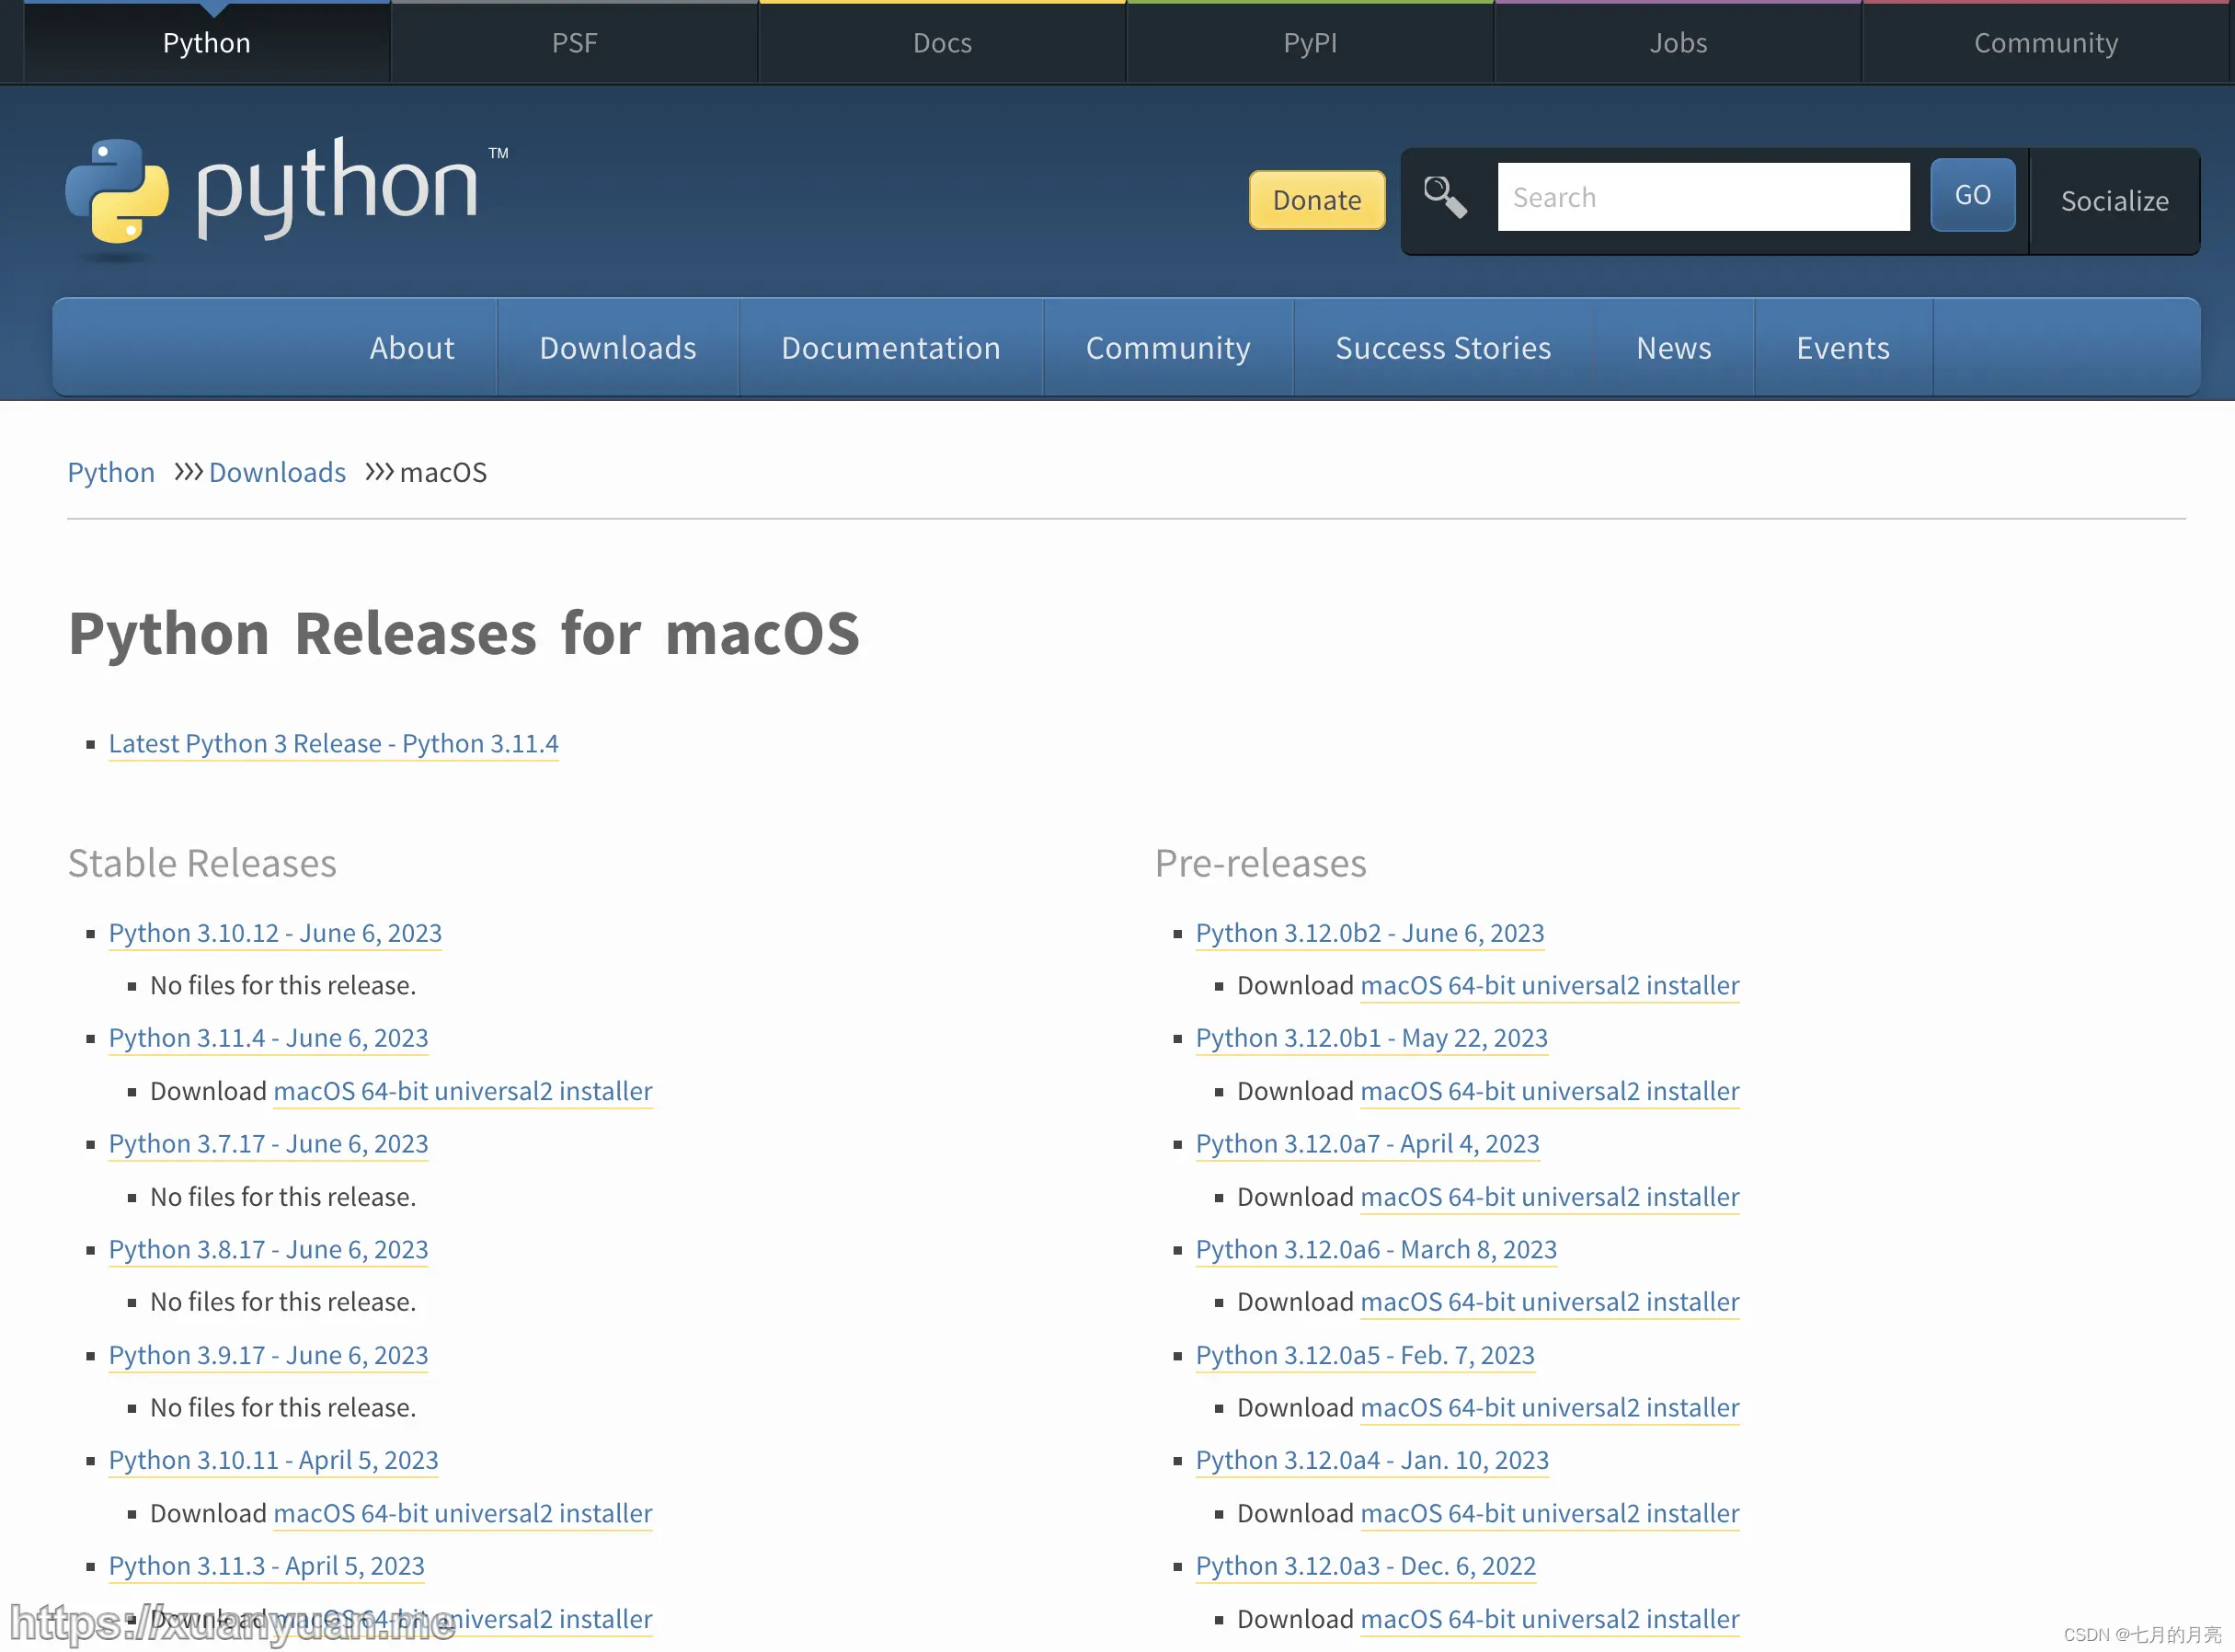 Python PSF Docs PyPI Jobs Community
python TM
Donate Search GO Socialize
About Downloads Documentation Community Success Stories News Events
Python >>> Downloads >>> macOS
Python Releases for macOS
Latest Python 3 Release - Python 3.11.4
Stable Releases
Python 3.10.12 - June 6, 2023
No files for this release.
Python 3.11.4 - June 6, 2023
Download macOS 64-bit universal2 installer
Python 3.7.17 - June 6, 2023
No files for this release.
Python 3.8.17 - June 6, 2023
No files for this release.
Python 3.9.17 - June 6, 2023
No files for this release.
Python 3.10.11 - April 5, 2023
Download macOS 64-bit universal2 installer
Python 3.11.3 - April 5, 2023
Download macOS 64-bit universal2 installer
Pre-releases
Python 3.12.0b2 - June 6, 2023
Download macOS 64-bit universal2 installer
Python 3.12.0b1 - May 22, 2023
Download macOS 64-bit universal2 installer
Python 3.12.0a7 - April 4, 2023
Download macOS 64-bit universal2 installer
Python 3.12.0a6 - March 8, 2023
Download macOS 64-bit universal2 installer
Python 3.12.0a5 - Feb. 7, 2023
Download macOS 64-bit universal2 installer
Python 3.12.0a4 - Jan. 10, 2023
Download macOS 64-bit universal2 installer
Python 3.12.0a3 - Dec. 6, 2022
Download macOS 64-bit universal2 installer
https://xuanyuan.me
CSDN @七月的月亮